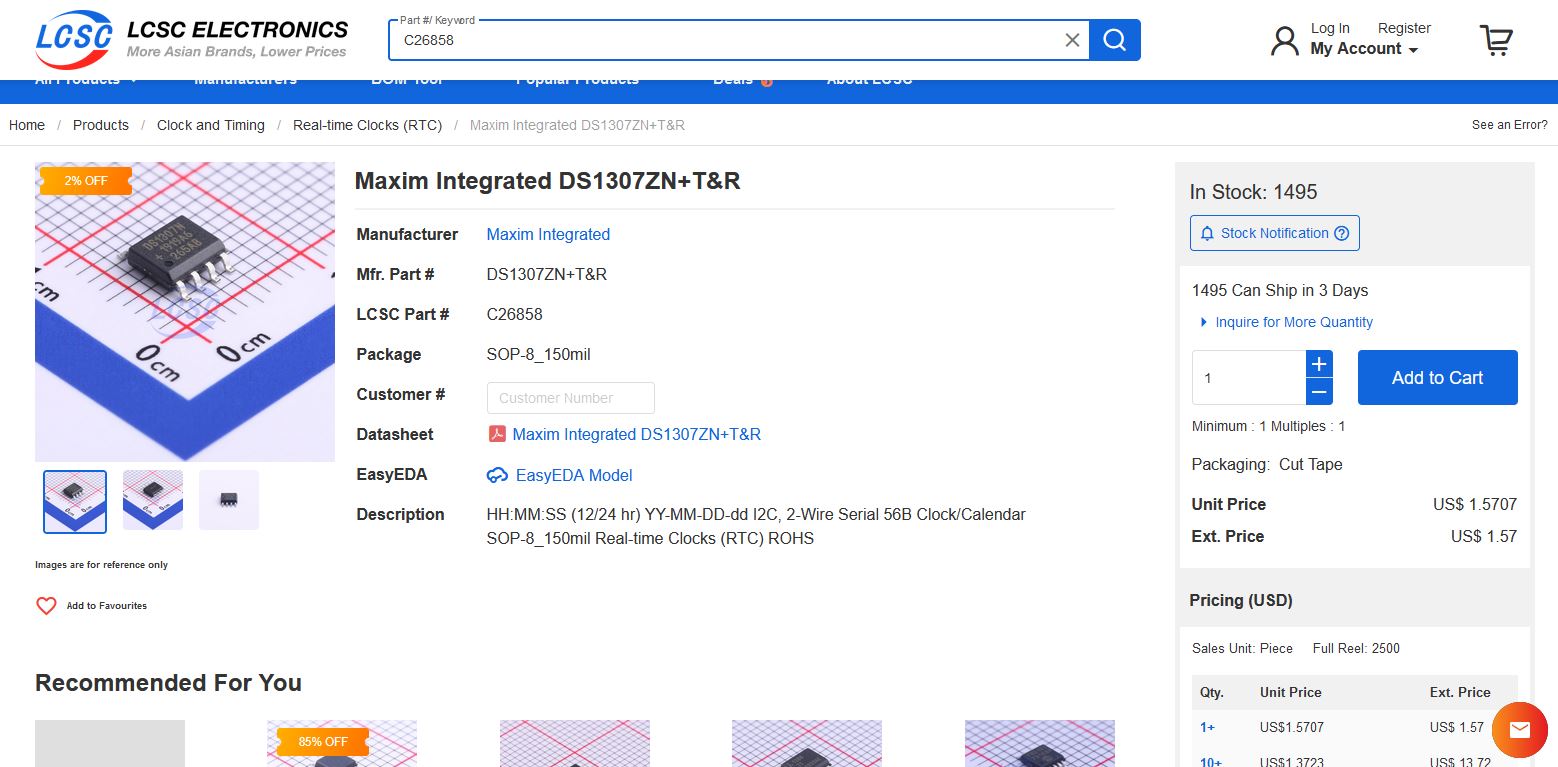 LCSC LCSC ELECTRONICS
More Asian Brands, Lower Prices
Part #/ Keyword
C26858
Log In Register
My Account
All Products Manufacturers BOM Tool Popular Products Deals About LCSC
Home / Products / Clock and Timing / Real-time Clocks (RTC) / Maxim Integrated DS1307ZN+T&R
See an Error?
2% OFF
DS1307N
1919A6
+ 265AB
cm
0 cm
0 cm
Images are for reference only
Add to Favourites
Maxim Integrated DS1307ZN+T&R
Manufacturer Maxim Integrated
Mfr. Part # DS1307ZN+T&R
LCSC Part # C26858
Package SOP-8_150mil
Customer # Customer Number
Datasheet Maxim Integrated DS1307ZN+T&R
EasyEDA EasyEDA Model
Description HH:MM:SS (12/24 hr) YY-MM-DD-dd I2C, 2-Wire Serial 56B Clock/Calendar
SOP-8_150mil Real-time Clocks (RTC) ROHS
In Stock: 1495
Stock Notification ?
1495 Can Ship in 3 Days
Inquire for More Quantity
1 + −
Add to Cart
Minimum : 1 Multiples : 1
Packaging: Cut Tape
Unit Price US$ 1.5707
Ext. Price US$ 1.57
Pricing (USD)
Sales Unit: Piece Full Reel: 2500
Qty. Unit Price Ext. Price
1+ US$1.5707 US$ 1.57
10+ US$1.3723 US$ 13.72
Recommended For You
85% OFF